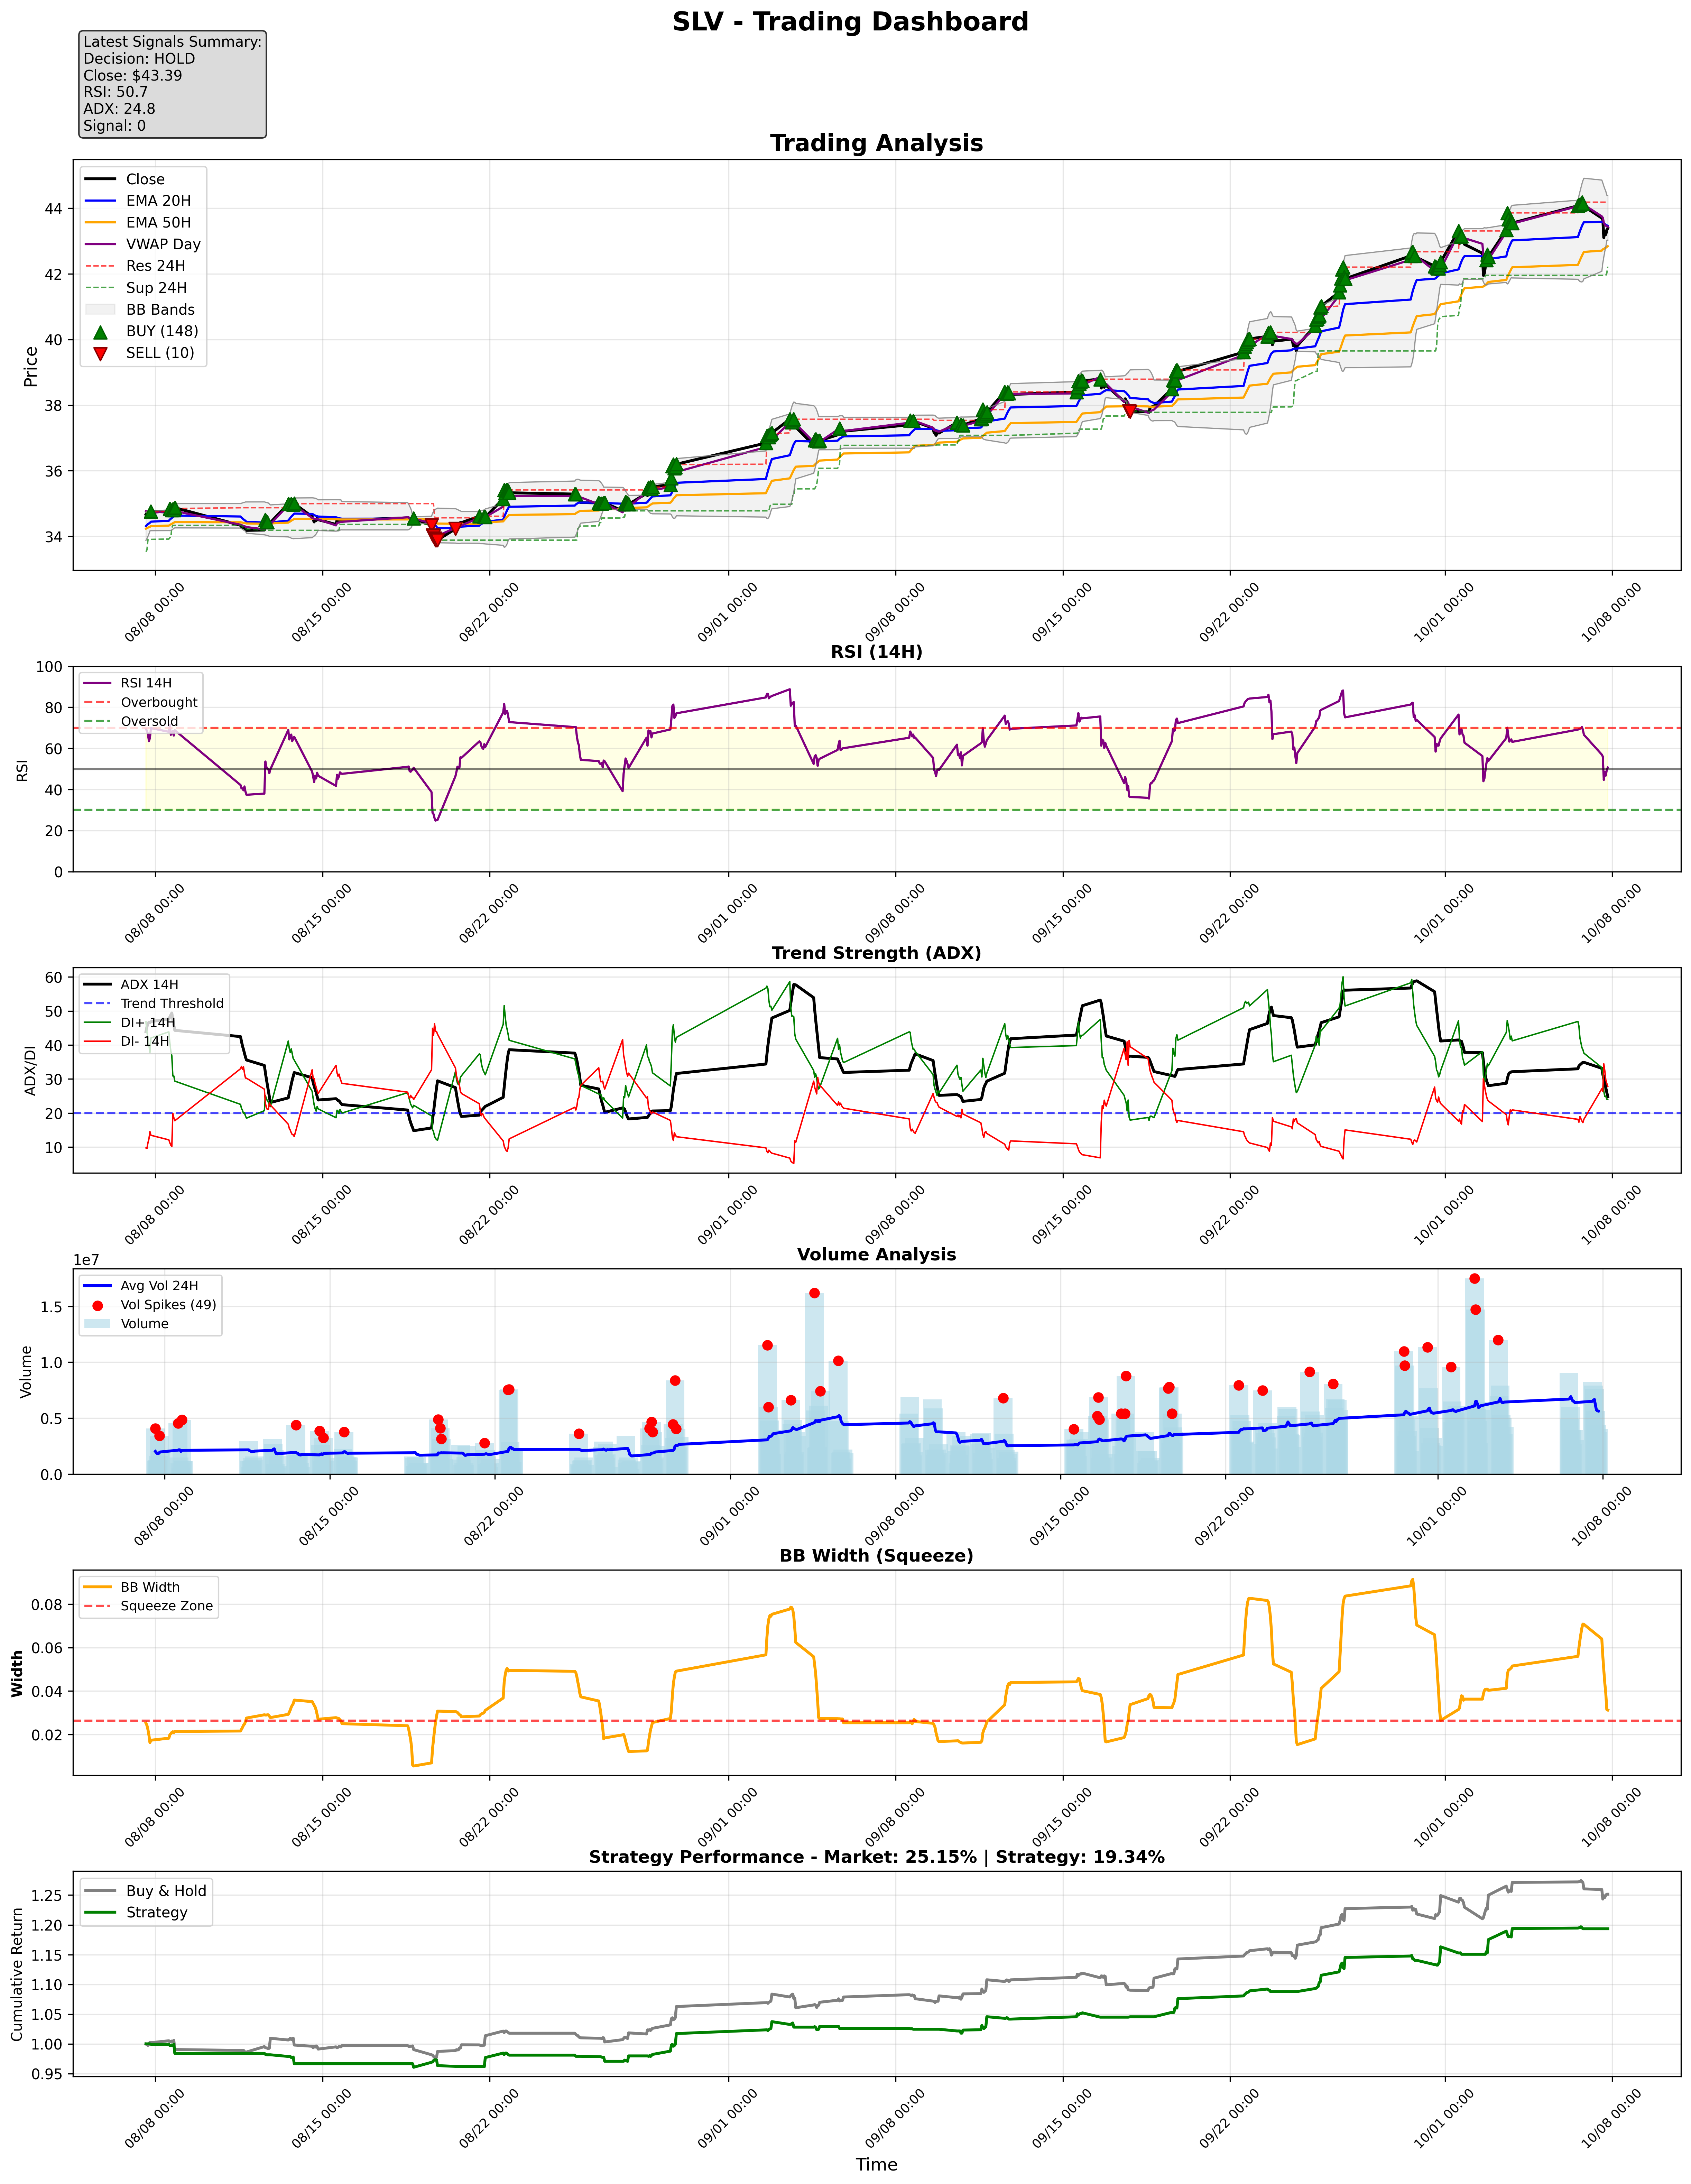 SLV - Trading Dashboard
Latest Signals Summary:
Decision: HOLD
Close: $43.39
RSI: 50.7
ADX: 24.8
Signal: 0
Trading Analysis
Close
EMA 20H
EMA 50H
VWAP Day
Res 24H
Sup 24H
BB Bands
BUY (148)
SELL (10)
Price
44
42
40
38
36
34
08/08 00:00
08/15 00:00
08/22 00:00
09/01 00:00
09/08 00:00
09/15 00:00
09/22 00:00
10/01 00:00
10/08 00:00
RSI (14H)
RSI 14H
Overbought
Oversold
RSI
100
80
60
40
20
0
08/08 00:00
08/15 00:00
08/22 00:00
09/01 00:00
09/08 00:00
09/15 00:00
09/22 00:00
10/01 00:00
10/08 00:00
Trend Strength (ADX)
ADX 14H
Trend Threshold
DI+ 14H
DI- 14H
ADX/DI
60
50
40
30
20
10
08/08 00:00
08/15 00:00
08/22 00:00
09/01 00:00
09/08 00:00
09/15 00:00
09/22 00:00
10/01 00:00
10/08 00:00
Volume Analysis
1e7
Avg Vol 24H
Vol Spikes (49)
Volume
Volume
1.5
1.0
0.5
0.0
08/08 00:00
08/15 00:00
08/22 00:00
09/01 00:00
09/08 00:00
09/15 00:00
09/22 00:00
10/01 00:00
10/08 00:00
BB Width (Squeeze)
BB Width
Squeeze Zone
Width
0.08
0.06
0.04
0.02
08/08 00:00
08/15 00:00
08/22 00:00
09/01 00:00
09/08 00:00
09/15 00:00
09/22 00:00
10/01 00:00
10/08 00:00
Strategy Performance - Market: 25.15% | Strategy: 19.34%
Buy & Hold
Strategy
Cumulative Return
1.25
1.20
1.15
1.10
1.05
1.00
0.95
08/08 00:00
08/15 00:00
08/22 00:00
09/01 00:00
09/08 00:00
09/15 00:00
09/22 00:00
10/01 00:00
10/08 00:00
Time